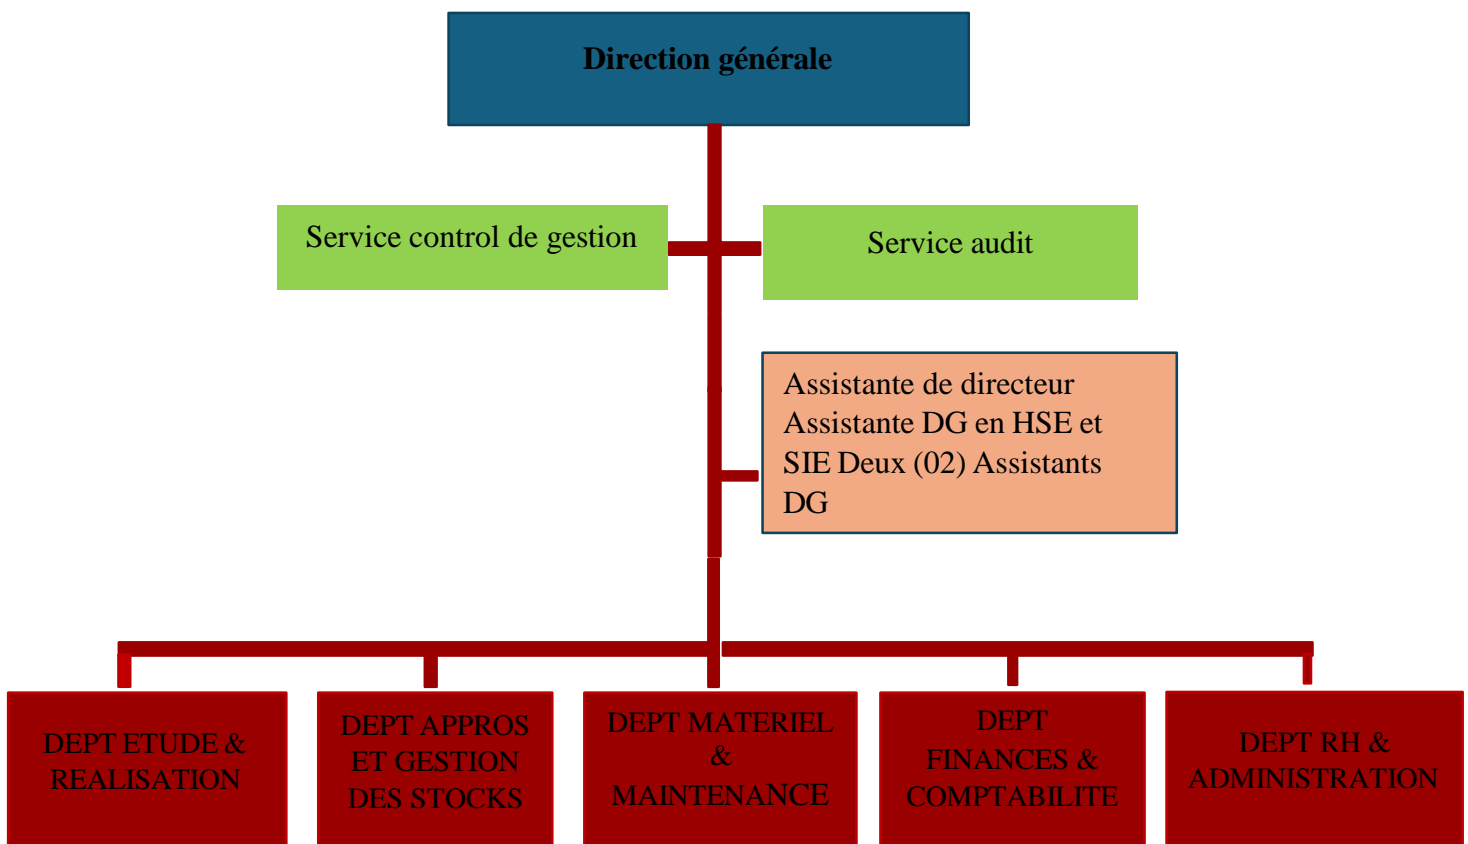 Direction générale
Service control de gestion
Service audit
Assistante de directeur
Assistante DG en HSE et
SIE Deux (02) Assistants
DG
DEPT ETUDE &
REALISATION
DEPT APPROS
ET GESTION
DES STOCKS
DEPT MATERIEL
&
MAINTENANCE
DEPT
FINANCES &
COMPTABILITE
DEPT RH &
ADMINISTRATION